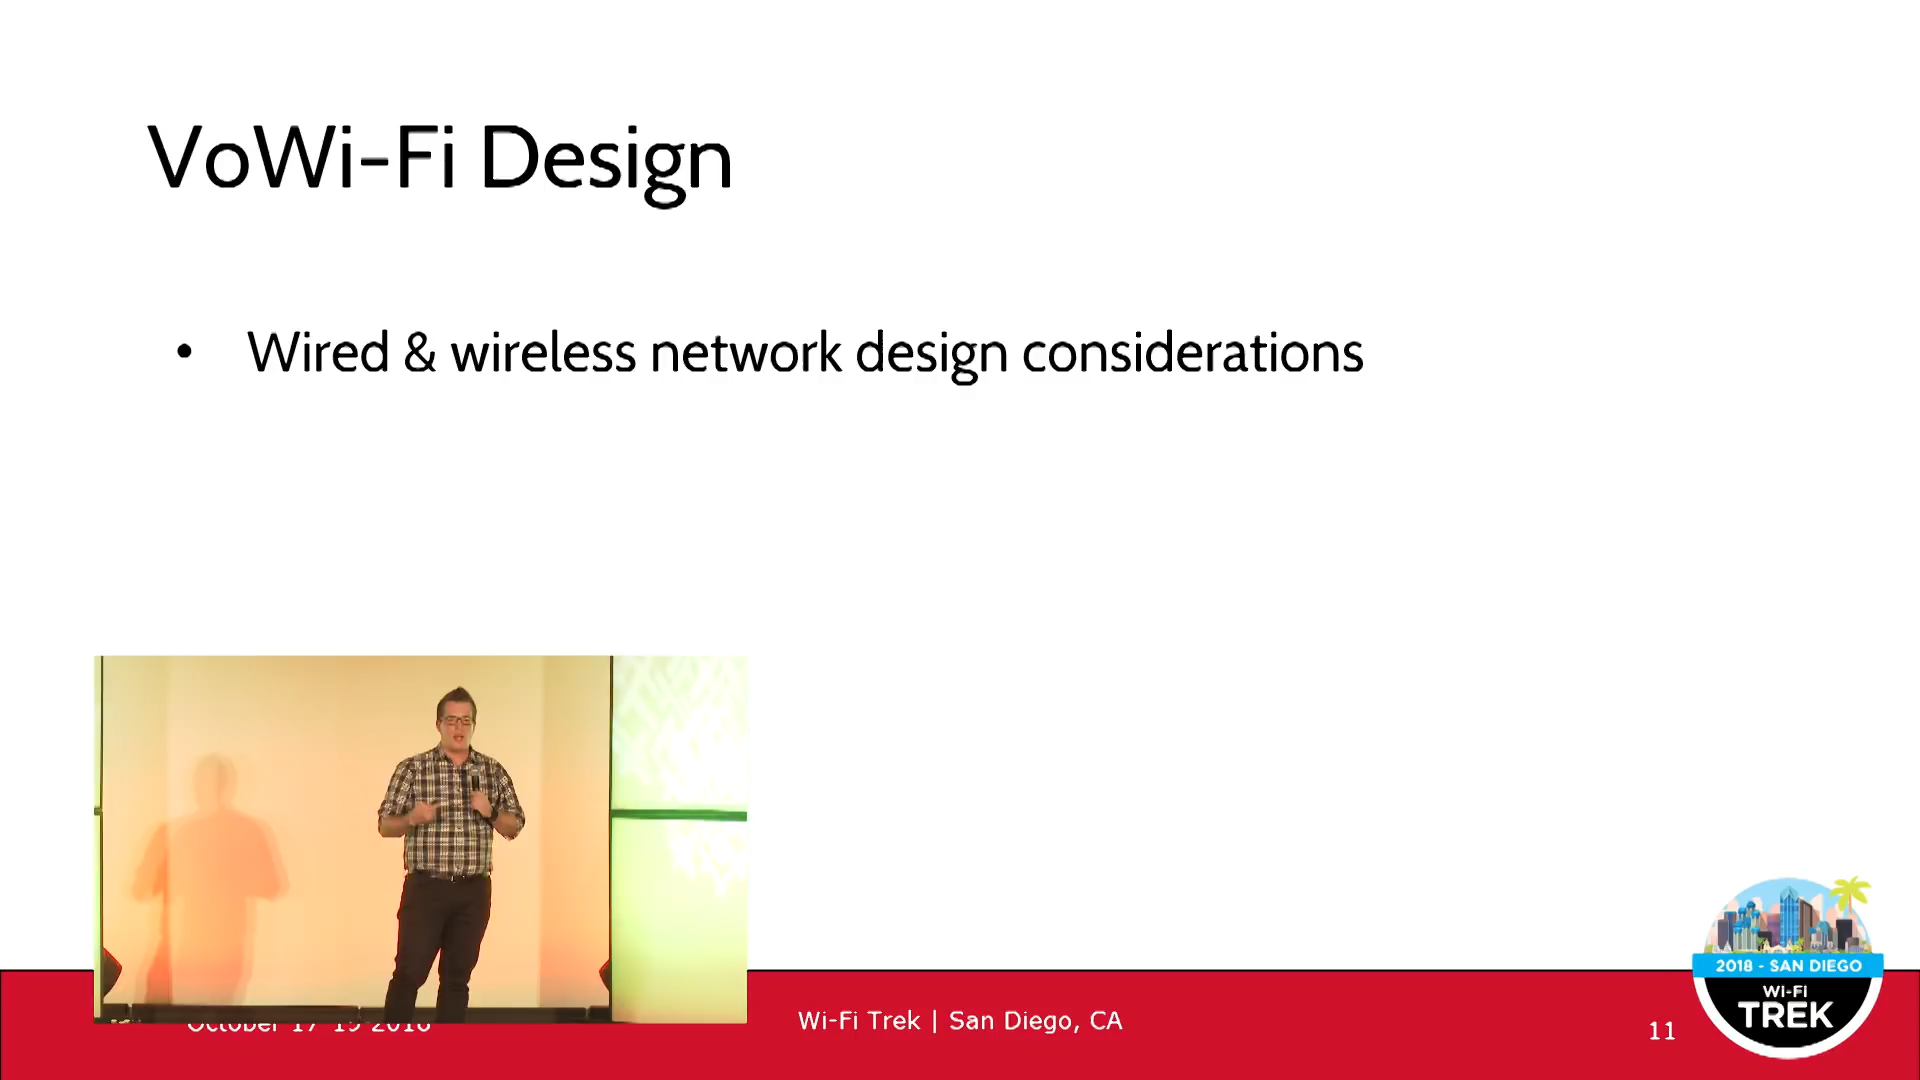 VoWi-Fi Design
• Wired & wireless network design considerations
October 17-19 2018
Wi-Fi Trek | San Diego, CA
11
2018 - SAN DIEGO
WI-FI
TREK